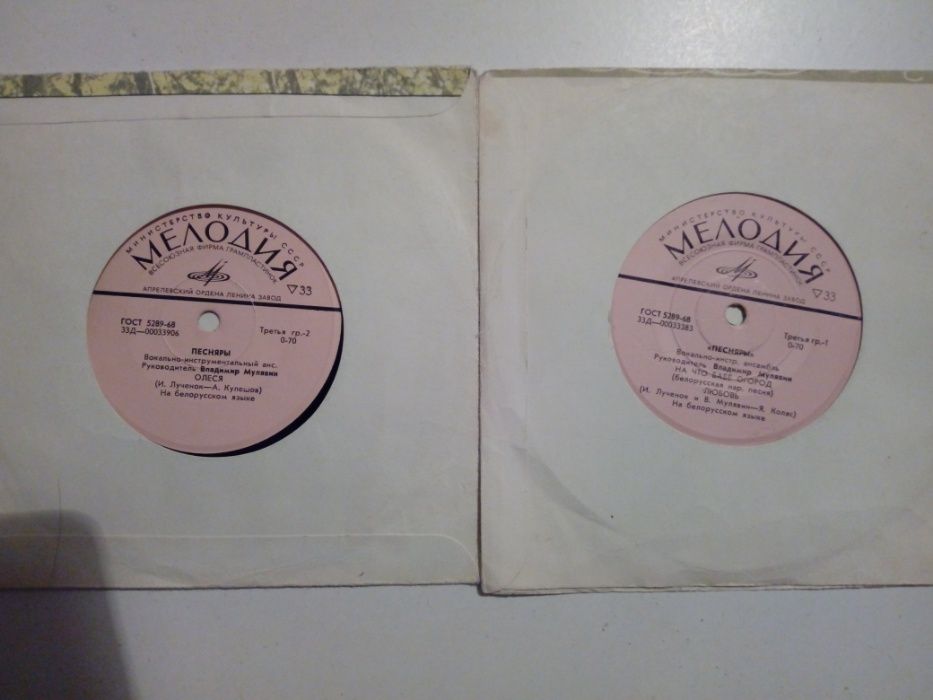 МИНИСТЕРСТВО КУЛЬТУРЫ СССР
МЕЛОДИЯ
ВСЕСОЮЗНАЯ ФИРМА ГРАМПЛАСТИНОК
▽33
АПРЕЛЕВСКИЙ ОРДЕНА ЛЕНИНА ЗАВОД
ГОСТ 5289-68
33Д—00033906
Третья гр.-2
0-70
ПЕСНЯРЫ
Вокально-инструментальный анс.
Руководитель Владимир Мулявин
ОЛЕСЯ
(И. Лученок—А. Кулешов)
На белорусском языке
МИНИСТЕРСТВО КУЛЬТУРЫ СССР
МЕЛОДИЯ
ВСЕСОЮЗНАЯ ФИРМА ГРАМПЛАСТИНОК
▽33
АПРЕЛЕВСКИЙ ОРДЕНА ЛЕНИНА ЗАВОД
ГОСТ 5289-68
33Д—00033383
Третья гр.-1
0-70
«ПЕСНЯРЫ»
Вокально-инстр. ансамбль
Руководитель Владимир Мулявин
НА ЧТО БАБЕ ОГОРОД
(белорусская нар. песня)
ЛЮБОВЬ
(И. Лученок и В. Мулявин—Я. Колас)
На белорусском языке